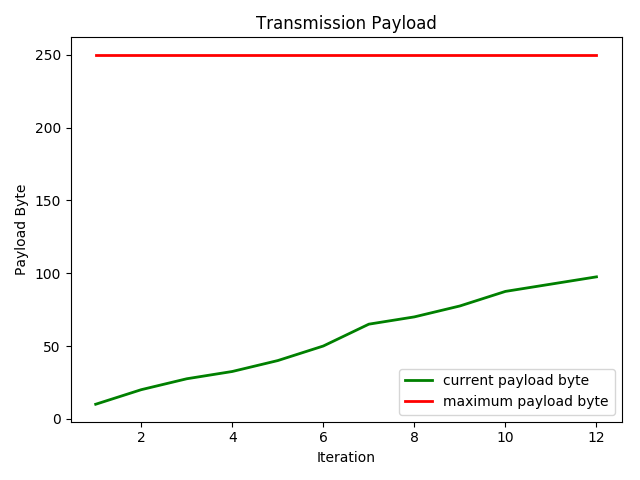 Transmission Payload
Payload Byte
250
200
150
100
50
0
current payload byte
maximum payload byte
2 4 6 8 10 12
Iteration